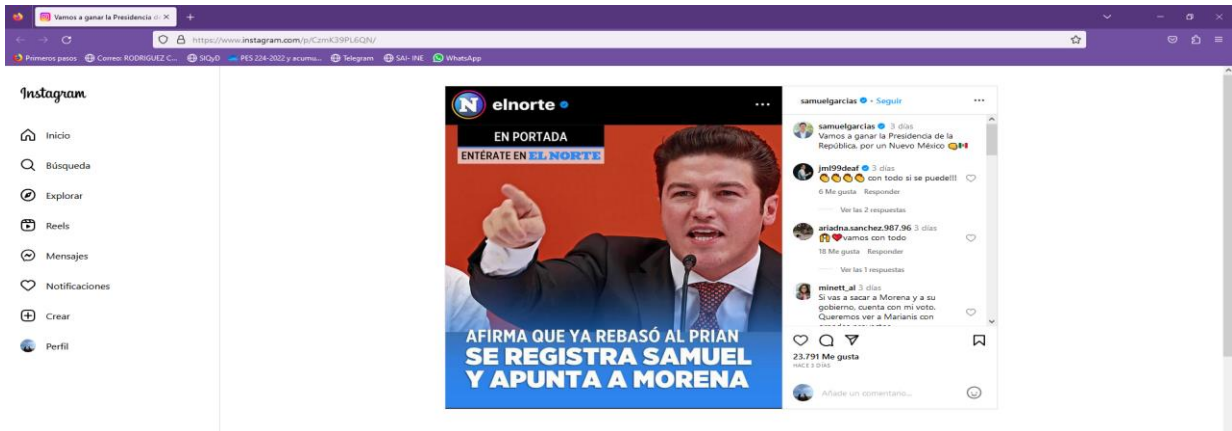 Vamos a ganar la Presidencia de
https://www.instagram.com/p/CzmK39PL6QN/
Primeros pasos Correo: RODRIGUEZ C... SIQyD PES 224-2022 y acumu... Telegram SAI- INE WhatsApp
Instagram
Inicio
Búsqueda
Explorar
Reels
Mensajes
Notificaciones
Crear
Perfil
N elnorte
EN PORTADA
ENTÉRATE EN EL NORTE
AFIRMA QUE YA REBASÓ AL PRIAN
SE REGISTRA SAMUEL
Y APUNTA A MORENA
samuelgarcias • Seguir
samuelgarcias 3 días
Vamos a ganar la Presidencia de la
República, por un Nuevo México
jml99deaf 3 días
con todo si se puede!!!
6 Me gusta Responder
Ver las 2 respuestas
ariadna.sanchez.987.96 3 días
vamos con todo
18 Me gusta Responder
Ver las 1 respuestas
minett_al 3 días
Si vas a sacar a Morena y a su
gobierno, cuenta con mi voto.
Queremos ver a Marianis con
23.791 Me gusta
HACE 3 DÍAS
Añade un comentario...